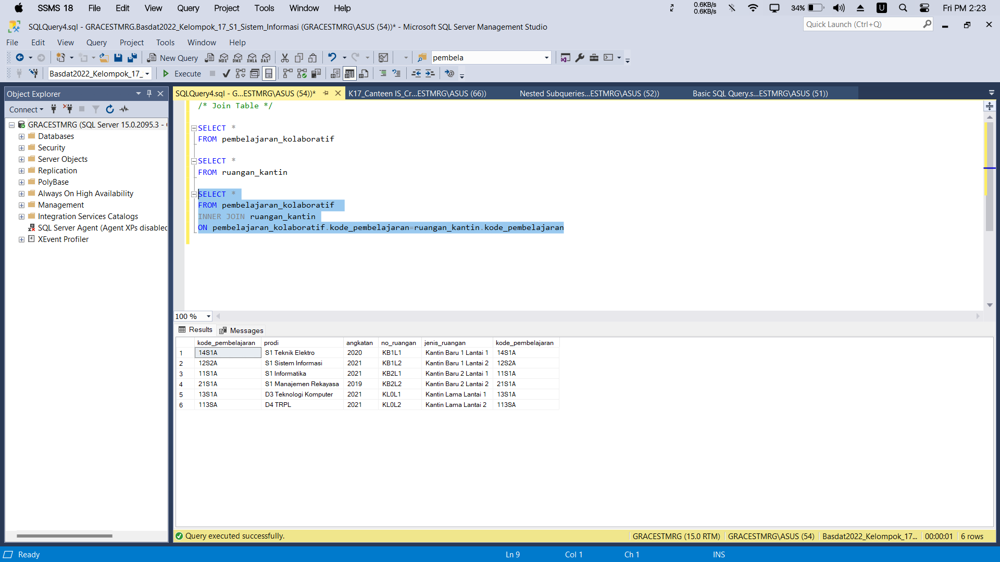 SSMS 18 File Edit View Query Project Tools Window Help 0.6KB/s 0.6KB/s 34% U Fri PM 2:23
SQLQuery4.sql - GRACESTMRG.Basdat2022_Kelompok_17_S1_Sistem_Informasi (GRACESTMRG\ASUS (54))* - Microsoft SQL Server Management Studio
Quick Launch (Ctrl+Q)
File Edit View Query Project Tools Window Help
New Query MDX DMX XMLA DAX pembela
Basdat2022_Kelompok_17_ Execute
Object Explorer
Connect
GRACESTMRG (SQL Server 15.0.2095.3 -
Databases
Security
Server Objects
Replication
PolyBase
Always On High Availability
Management
Integration Services Catalogs
SQL Server Agent (Agent XPs disablec
XEvent Profiler
SQLQuery4.sql - G...ESTMRG\ASUS (54))* K17_Canteen IS_Cr...ESTMRG\ASUS (66)) Nested Subqueries...ESTMRG\ASUS (52)) Basic SQL Query.s...ESTMRG\ASUS (51))
/* Join Table */
SELECT *
FROM pembelajaran_kolaboratif
SELECT *
FROM ruangan_kantin
SELECT *
FROM pembelajaran_kolaboratif
INNER JOIN ruangan_kantin
ON pembelajaran_kolaboratif.kode_pembelajaran=ruangan_kantin.kode_pembelajaran
100 %
Results Messages
kode_pembelajaran prodi angkatan no_ruangan jenis_ruangan kode_pembelajaran
1 14S1A S1 Teknik Elektro 2020 KB1L1 Kantin Baru 1 Lantai 1 14S1A
2 12S2A S1 Sistem Informasi 2021 KB1L2 Kantin Baru 1 Lantai 2 12S2A
3 11S1A S1 Informatika 2021 KB2L1 Kantin Baru 2 Lantai 1 11S1A
4 21S1A S1 Manajemen Rekayasa 2019 KB2L2 Kantin Baru 2 Lantai 2 21S1A
5 13S1A D3 Teknologi Komputer 2021 KL0L1 Kantin Lama Lantai 1 13S1A
6 113SA D4 TRPL 2021 KL0L2 Kantin Lama Lantai 2 113SA
Query executed successfully. GRACESTMRG (15.0 RTM) GRACESTMRG\ASUS (54) Basdat2022_Kelompok_17... 00:00:01 6 rows
Ready Ln 9 Col 1 Ch 1 INS